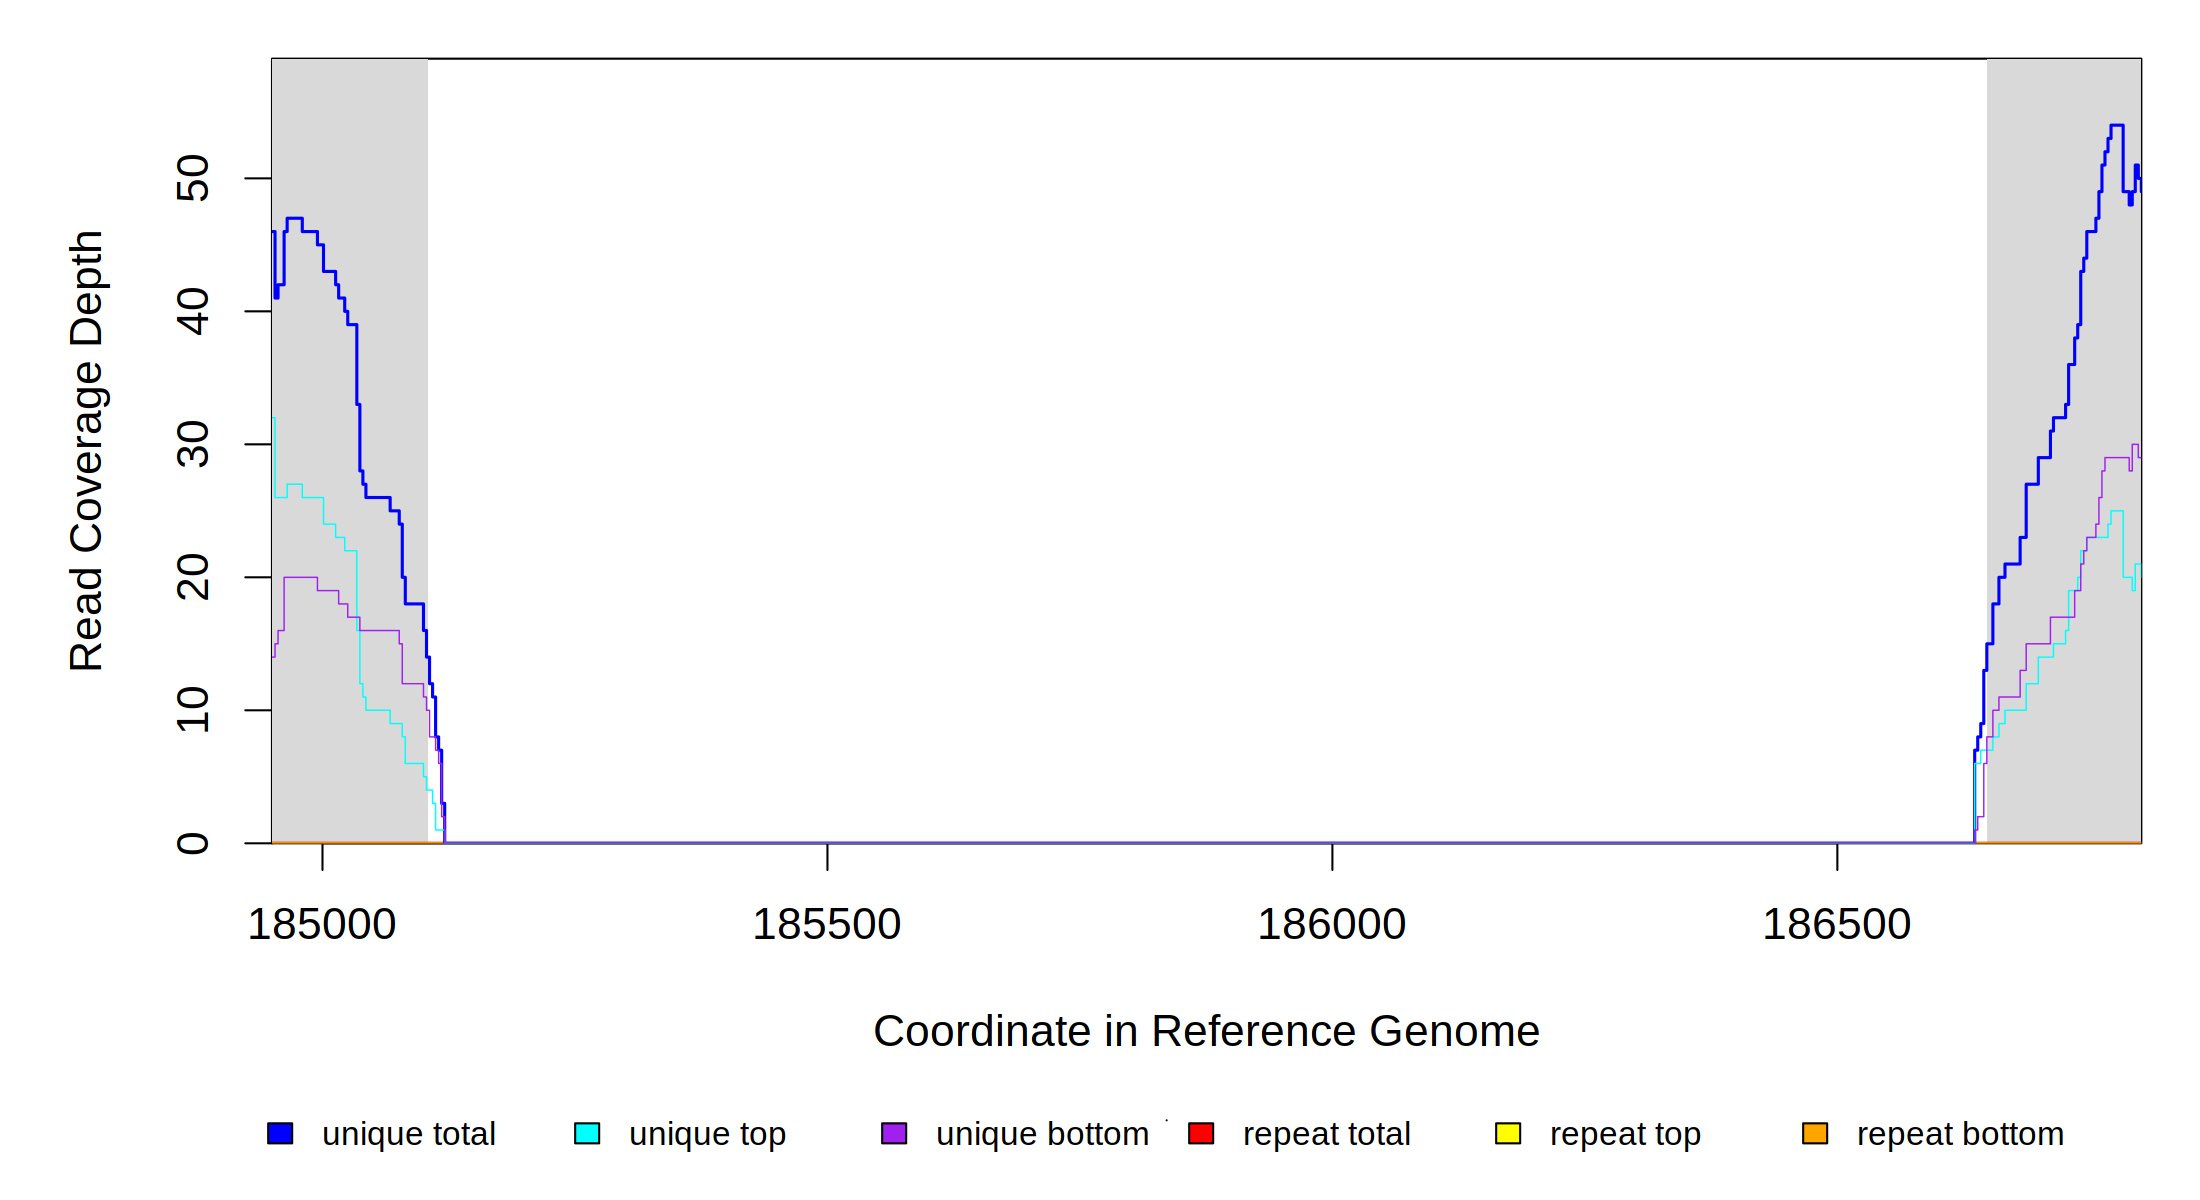 50
40
30
20
10
0
Read Coverage Depth
185000 185500 186000 186500
Coordinate in Reference Genome
unique total unique top unique bottom repeat total repeat top repeat bottom